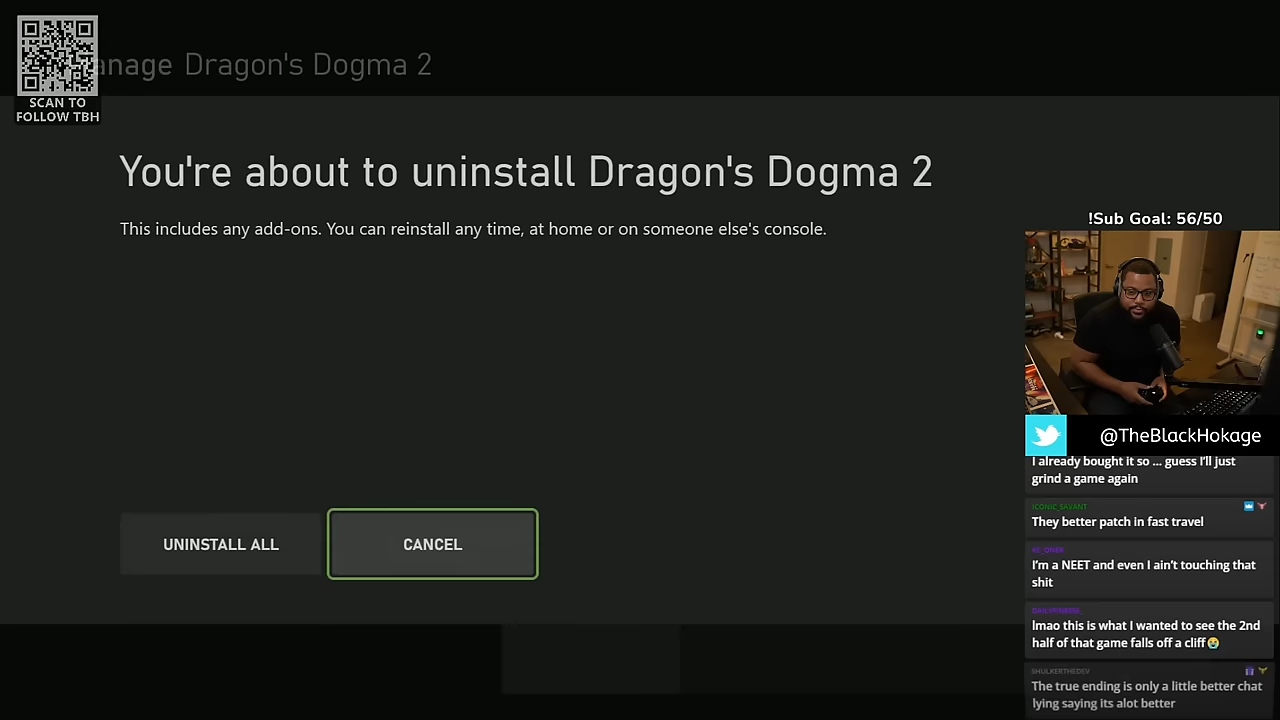 anage Dragon's Dogma 2
SCAN TO
FOLLOW TBH
You're about to uninstall Dragon's Dogma 2
This includes any add-ons. You can reinstall any time, at home or on someone else's console.
UNINSTALL ALL
CANCEL
!Sub Goal: 56/50
@TheBlackHokage
I already bought it so ... guess I'll just
grind a game again
ICONIC_SAVANT
They better patch in fast travel
I'm a NEET and even I ain't touching that
shit
lmao this is what I wanted to see the 2nd
half of that game falls off a cliff😭
SHULKERTHEDEV
The true ending is only a little better chat
lying saying its alot better